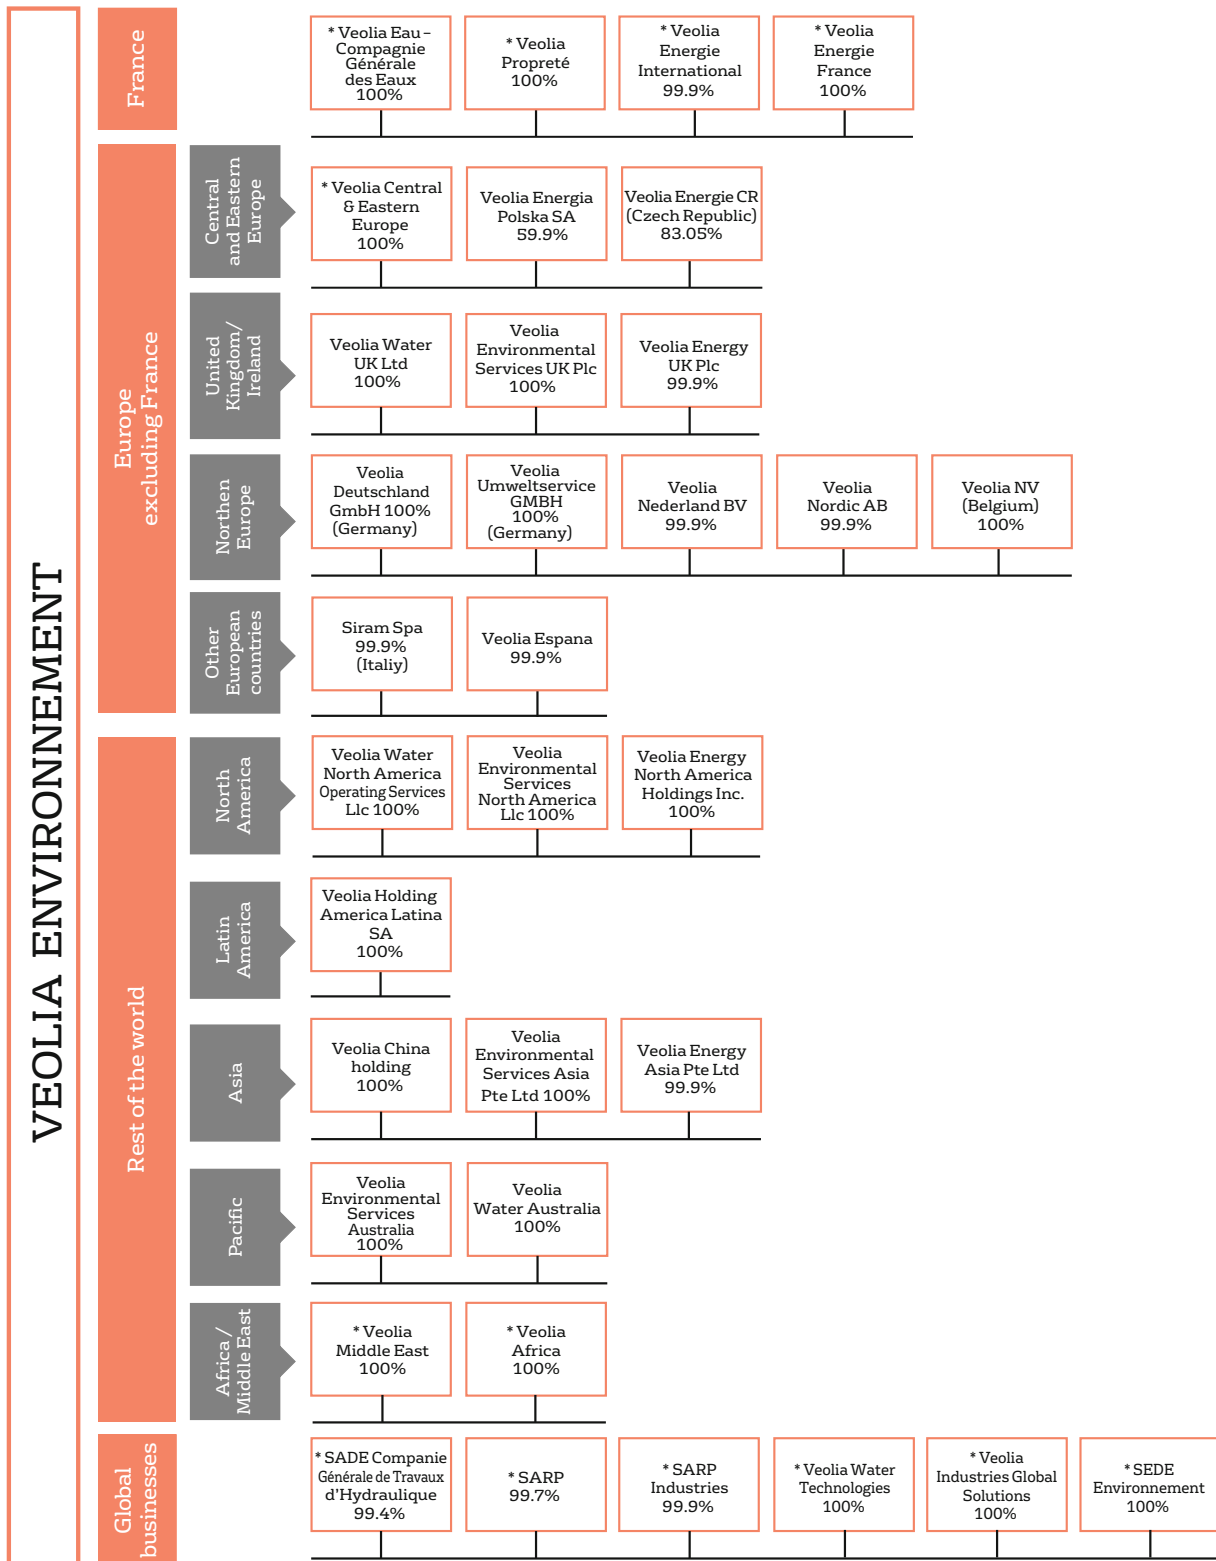 VEOLIA ENVIRONNEMENT
France
* Veolia Eau –
Compagnie
Générale
des Eaux
100%
* Veolia
Propreté
100%
* Veolia
Energie
International
99.9%
* Veolia
Energie
France
100%
Europe
excluding France
Central
and Eastern
Europe
* Veolia Central
& Eastern
Europe
100%
Veolia Energia
Polska SA
59.9%
Veolia Energie CR
(Czech Republic)
83.05%
United
Kingdom/
Ireland
Veolia Water
UK Ltd
100%
Veolia
Environmental
Services UK Plc
100%
Veolia Energy
UK Plc
99.9%
Northen
Europe
Veolia
Deutschland
GmbH 100%
(Germany)
Veolia
Umweltservice
GMBH
100%
(Germany)
Veolia
Nederland BV
99.9%
Veolia
Nordic AB
99.9%
Veolia NV
(Belgium)
100%
Other
European
countries
Siram Spa
99.9%
(Italiy)
Veolia Espana
99.9%
Rest of the world
North
America
Veolia Water
North America
Operating Services
Llc 100%
Veolia
Environmental
Services
North America
Llc 100%
Veolia Energy
North America
Holdings Inc.
100%
Latin
America
Veolia Holding
America Latina
SA
100%
Asia
Veolia China
holding
100%
Veolia
Environmental
Services Asia
Pte Ltd 100%
Veolia Energy
Asia Pte Ltd
99.9%
Pacific
Veolia
Environmental
Services
Australia
100%
Veolia
Water Australia
100%
Africa /
Middle East
* Veolia
Middle East
100%
* Veolia
Africa
100%
Global
businesses
* SADE Companie
Générale de Travaux
d'Hydraulique
99.4%
* SARP
99.7%
* SARP
Industries
99.9%
* Veolia Water
Technologies
100%
* Veolia
Industries Global
Solutions
100%
* SEDE
Environnement
100%